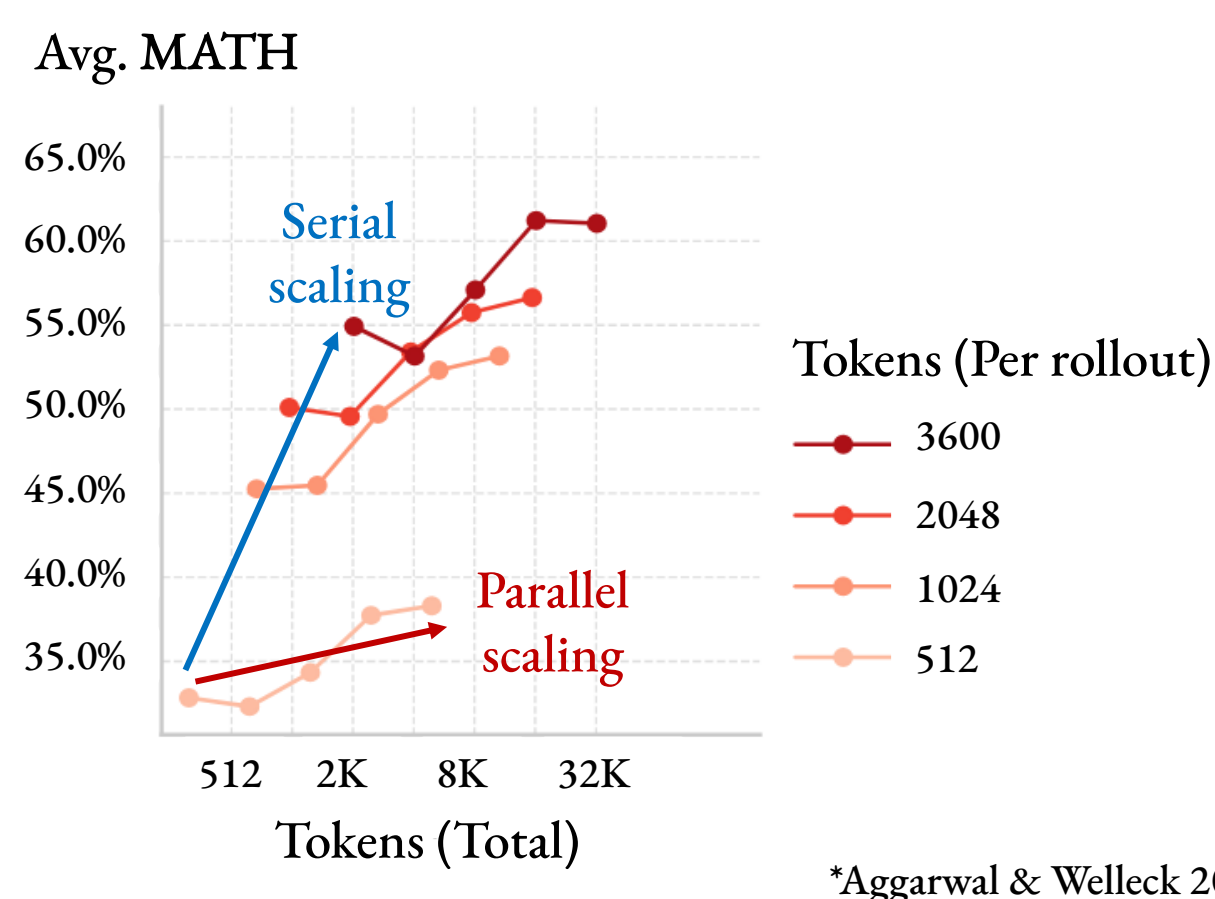 Avg. MATH
65.0%
60.0%
55.0%
50.0%
45.0%
40.0%
35.0%
Serial
scaling
Parallel
scaling
512 2K 8K 32K
Tokens (Total)
Tokens (Per rollout)
3600
2048
1024
512
*Aggarwal & Welleck